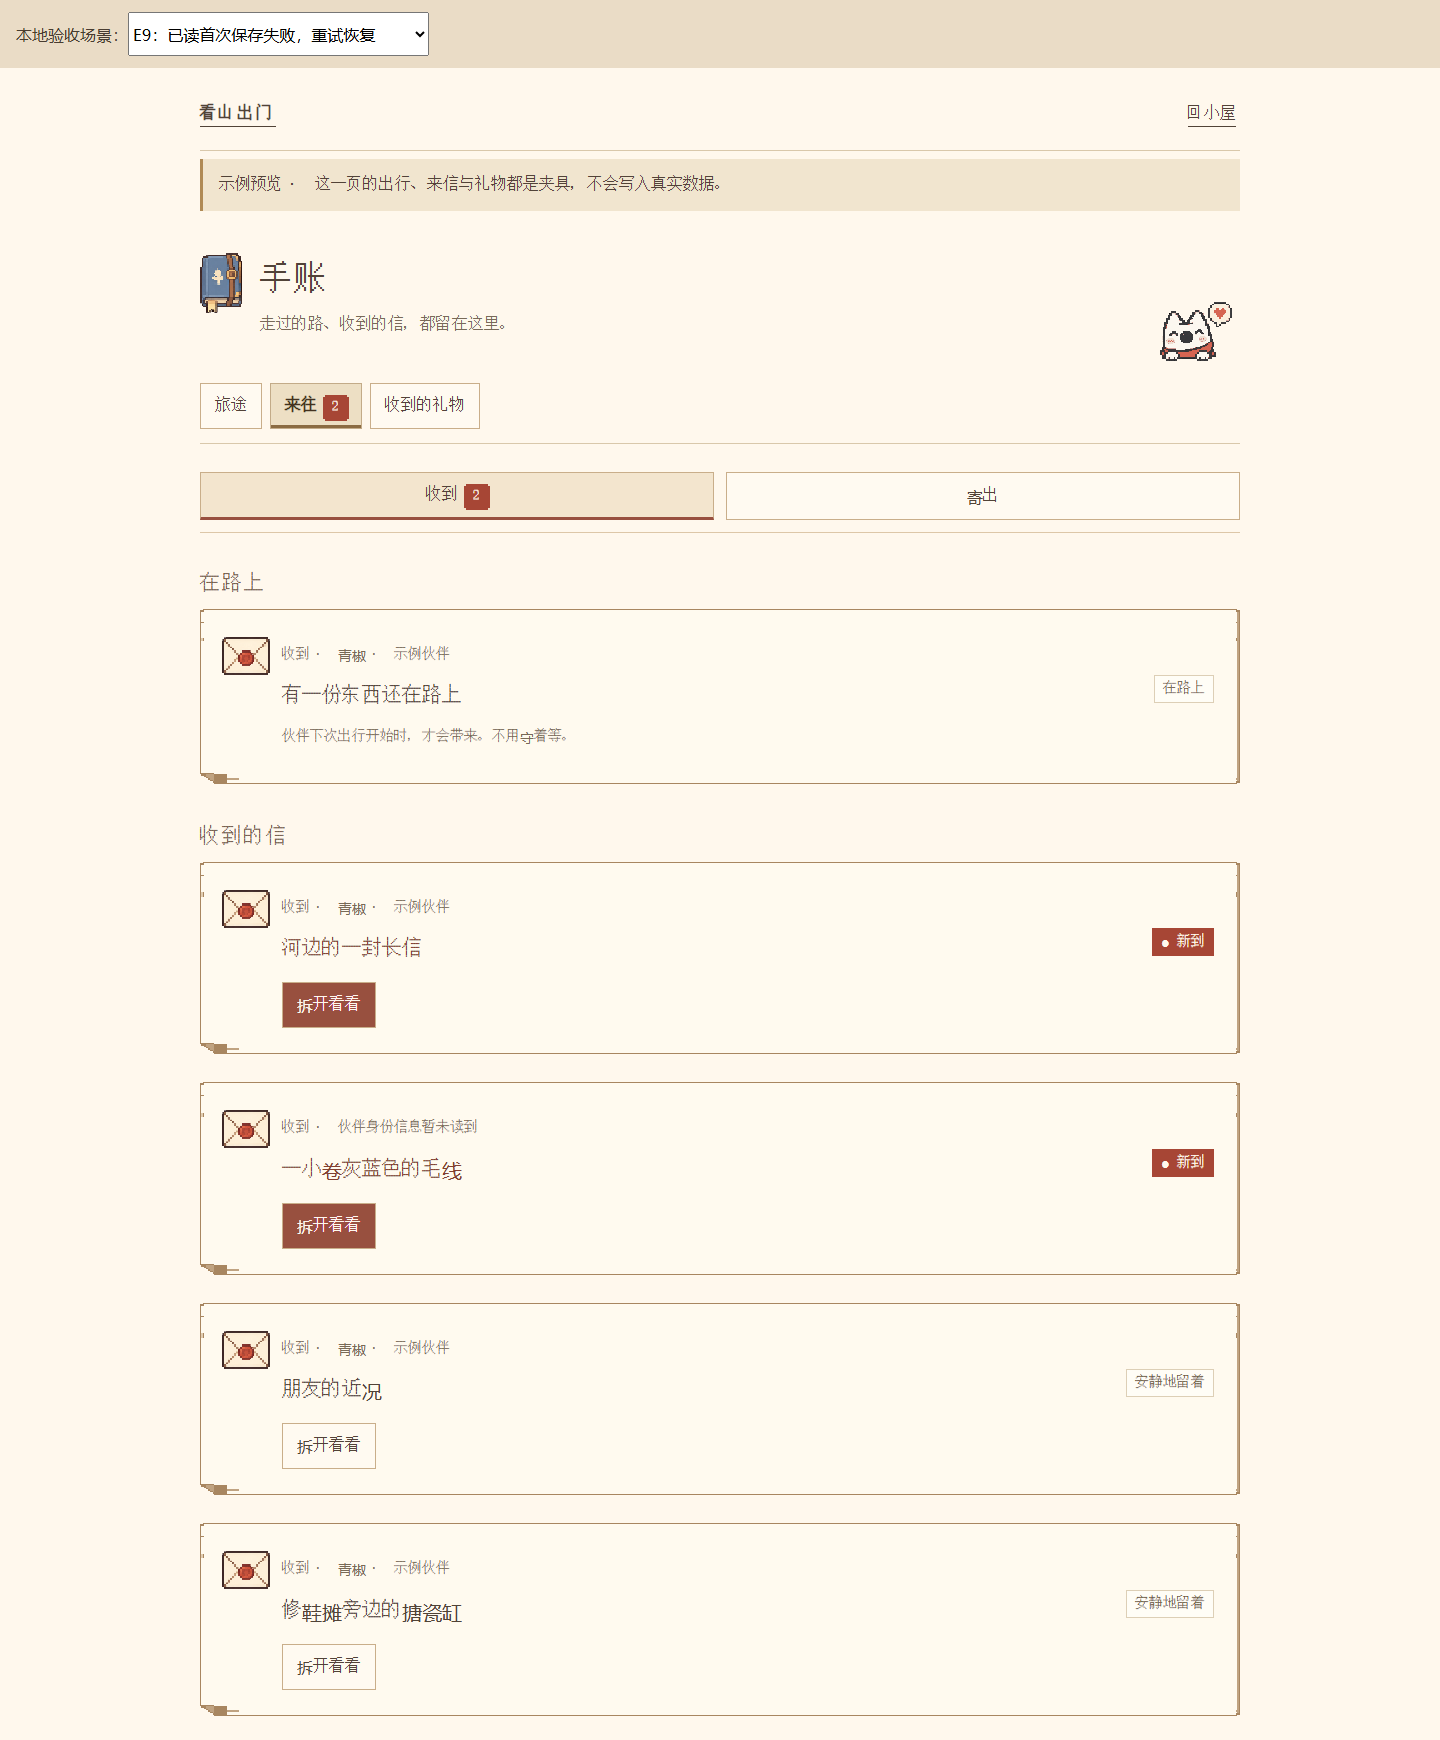 本地验收场景：
E9：已读首次保存失败，重试恢复
看山出门
回小屋
示例预览 · 这一页的出行、来信与礼物都是夹具，不会写入真实数据。
手账
走过的路、收到的信，都留在这里。
旅途
来往 2
收到的礼物
收到 2
寄出
在路上
收到 · 青椒 · 示例伙伴
有一份东西还在路上
在路上
伙伴下次出行开始时，才会带来。不用守着等。
收到的信
收到 · 青椒 · 示例伙伴
河边的一封长信
新到
拆开看看
收到 · 伙伴身份信息暂未读到
一小卷灰蓝色的毛线
新到
拆开看看
收到 · 青椒 · 示例伙伴
朋友的近况
安静地留着
拆开看看
收到 · 青椒 · 示例伙伴
修鞋摊旁边的搪瓷缸
安静地留着
拆开看看